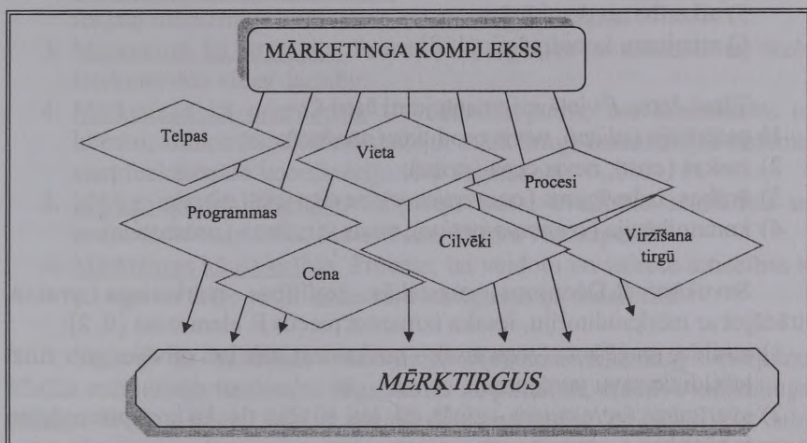 MĀRKETINGA KOMPLEKSS
Telpas
Vieta
Procesi
Programmas
Cilvēki
Virzīšana
tirgū
Cena
MĒRĶTIRGUS